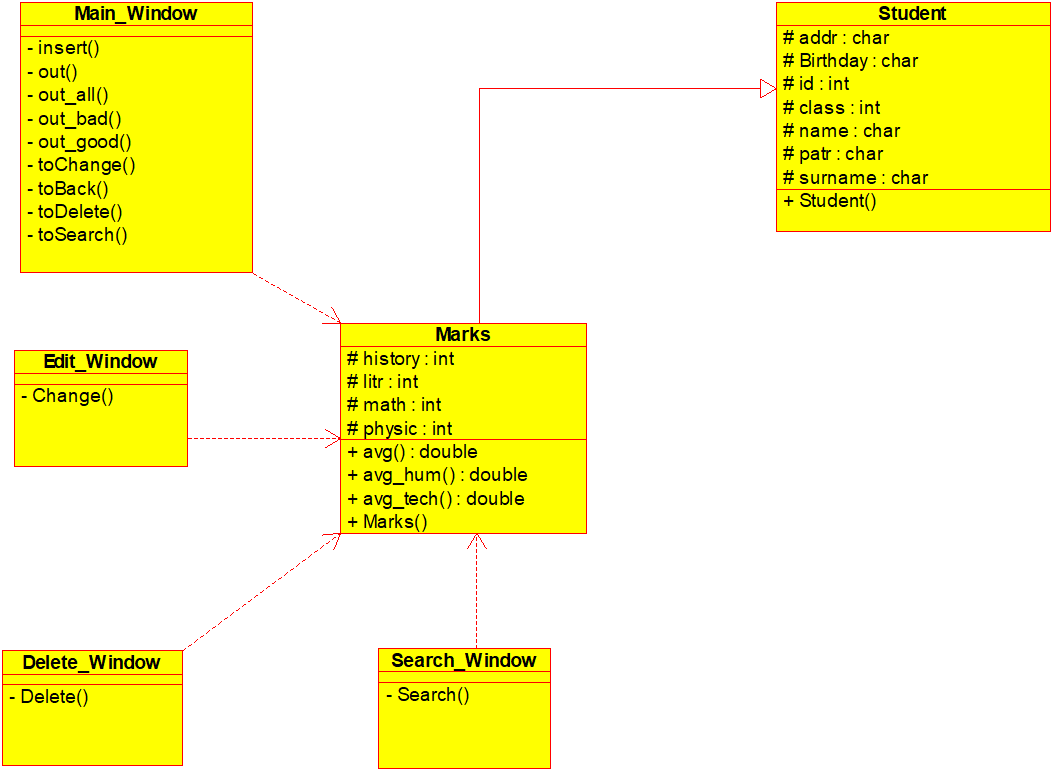 Main_Window
- insert()
- out()
- out_all()
- out_bad()
- out_good()
- toChange()
- toBack()
- toDelete()
- toSearch()
Student
# addr : char
# Birthday : char
# id : int
# class : int
# name : char
# patr : char
# surname : char
+ Student()
Edit_Window
- Change()
Marks
# history : int
# litr : int
# math : int
# physic : int
+ avg() : double
+ avg_hum() : double
+ avg_tech() : double
+ Marks()
Delete_Window
- Delete()
Search_Window
- Search()